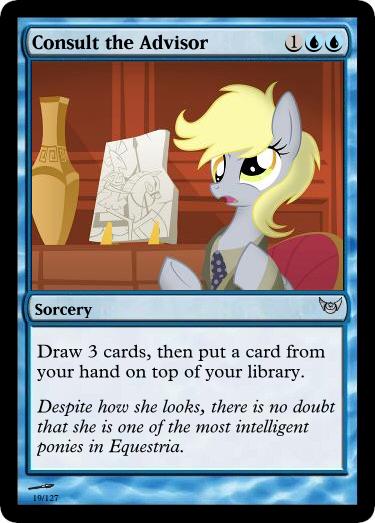 Consult the Advisor 1
Sorcery
Draw 3 cards, then put a card from
your hand on top of your library.
Despite how she looks, there is no doubt
that she is one of the most intelligent
ponies in Equestria.
19/127